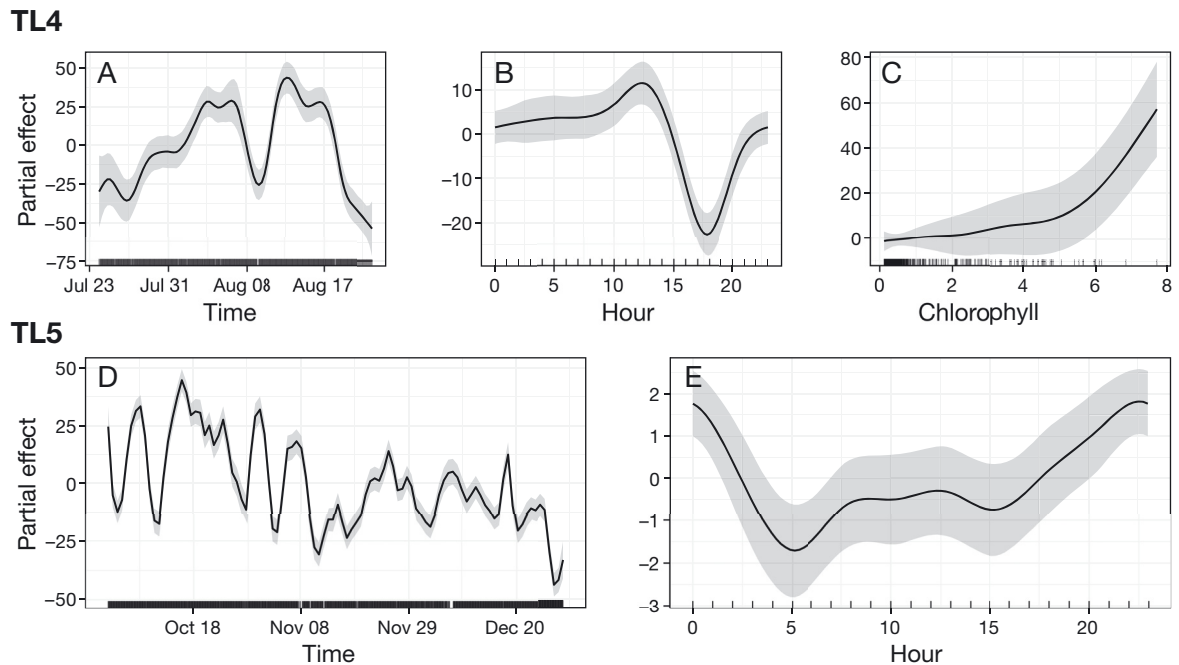 TL4
A
Partial effect
50
25
0
−25
−50
−75
Jul 23 Jul 31 Aug 08 Aug 17
Time
B
10
0
−10
−20
0 5 10 15 20
Hour
C
80
60
40
20
0
0 2 4 6 8
Chlorophyll
TL5
D
Partial effect
50
25
0
−25
−50
Oct 18 Nov 08 Nov 29 Dec 20
Time
E
2
1
0
−1
−2
−3
0 5 10 15 20
Hour